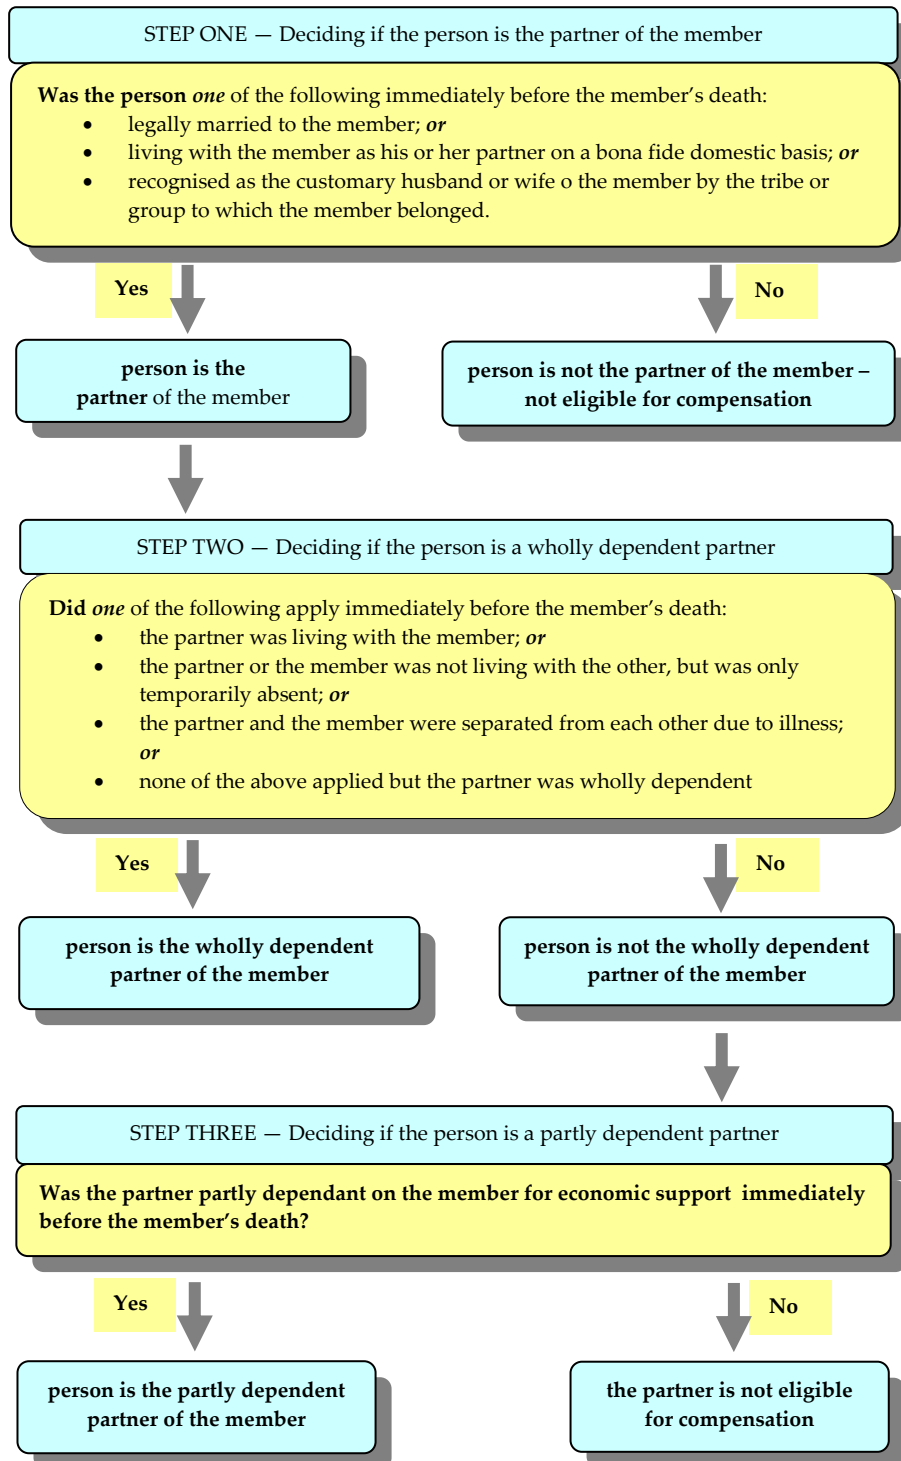 STEP ONE — Deciding if the person is the partner of the member
Was the person one of the following immediately before the member's death:
• legally married to the member; or
• living with the member as his or her partner on a bona fide domestic basis; or
• recognised as the customary husband or wife o the member by the tribe or
group to which the member belonged.
Yes
No
person is the
partner of the member
person is not the partner of the member –
not eligible for compensation
STEP TWO — Deciding if the person is a wholly dependent partner
Did one of the following apply immediately before the member's death:
• the partner was living with the member; or
• the partner or the member was not living with the other, but was only
temporarily absent; or
• the partner and the member were separated from each other due to illness;
or
• none of the above applied but the partner was wholly dependent
Yes
No
person is the wholly dependent
partner of the member
person is not the wholly dependent
partner of the member
STEP THREE — Deciding if the person is a partly dependent partner
Was the partner partly dependant on the member for economic support immediately
before the member's death?
Yes
No
person is the partly dependent
partner of the member
the partner is not eligible
for compensation